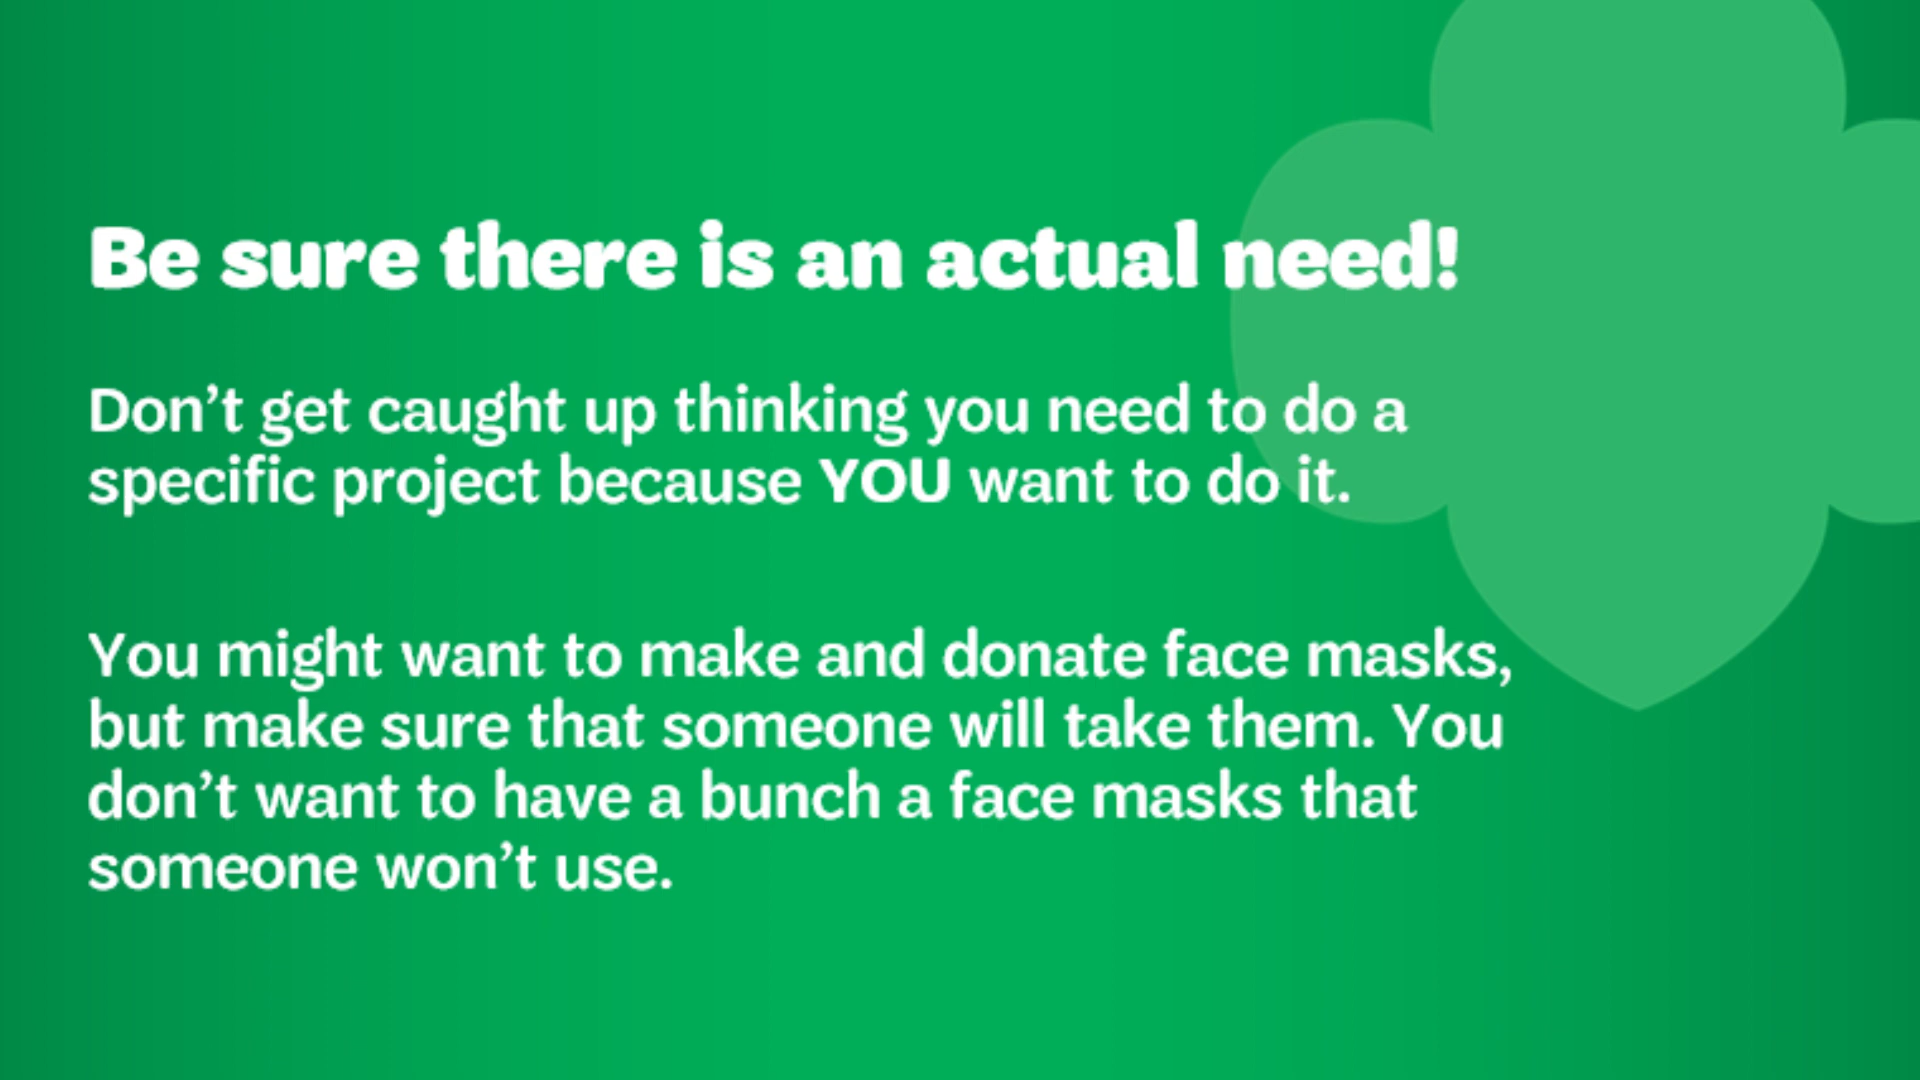 Be sure there is an actual need!
Don’t get caught up thinking you need to do a
specific project because YOU want to do it.
You might want to make and donate face masks,
but make sure that someone will take them. You
don’t want to have a bunch a face masks that
someone won’t use.